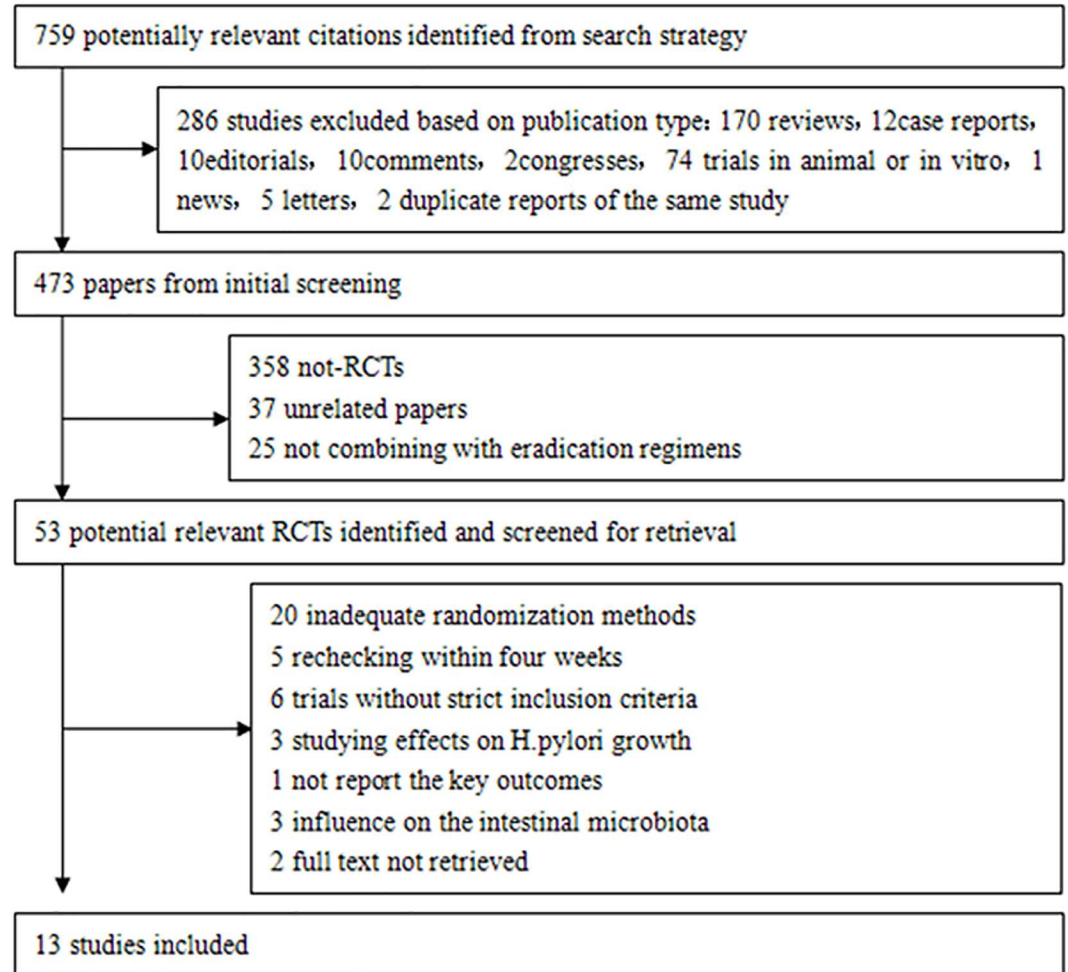 759 potentially relevant citations identified from search strategy
286 studies excluded based on publication type: 170 reviews, 12case reports,
10editorials, 10comments, 2congresses, 74 trials in animal or in vitro, 1
news, 5 letters, 2 duplicate reports of the same study
473 papers from initial screening
358 not-RCTs
37 unrelated papers
25 not combining with eradication regimens
53 potential relevant RCTs identified and screened for retrieval
20 inadequate randomization methods
5 rechecking within four weeks
6 trials without strict inclusion criteria
3 studying effects on H.pylori growth
1 not report the key outcomes
3 influence on the intestinal microbiota
2 full text not retrieved
13 studies included